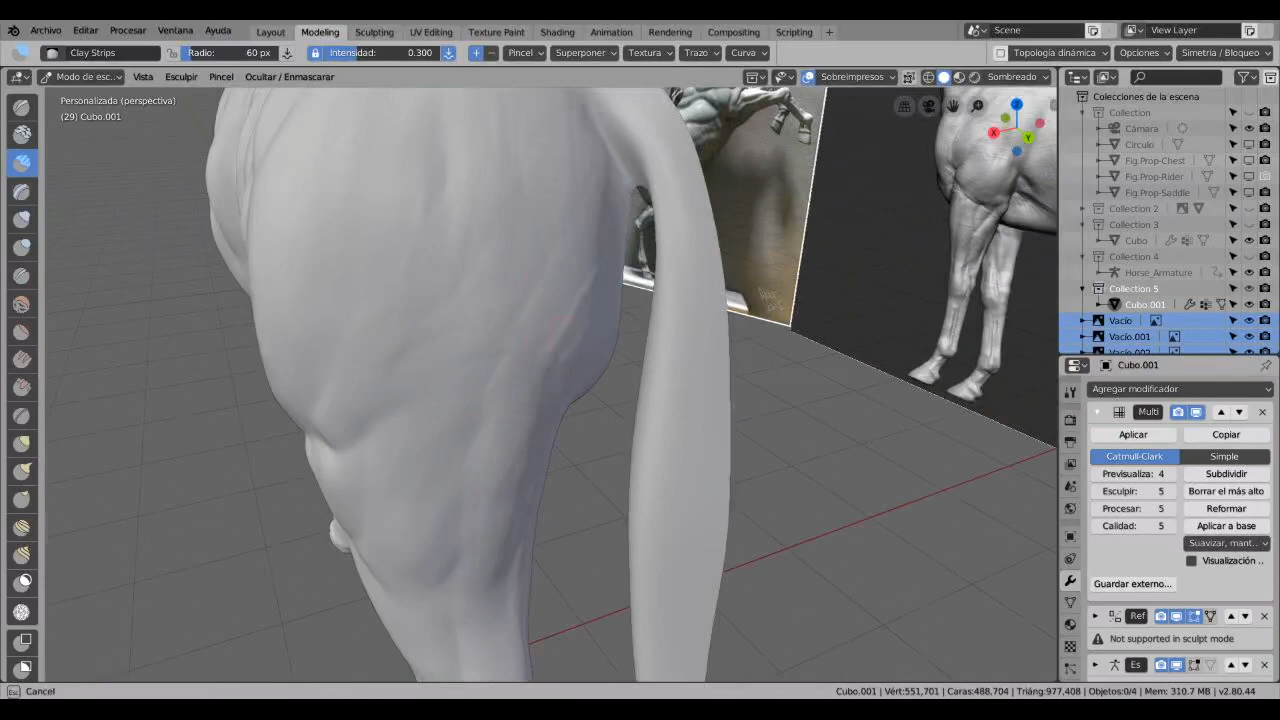 Archivo Editar Procesar Ventana Ayuda Layout Modeling Sculpting UV Editing Texture Paint Shading Animation Rendering Compositing Scripting + Scene View Layer
Clay Strips Radio: 60 px Intensidad: 0.300 + − Pincel Superponer Textura Trazo Curva Topología dinámica Opciones Simetría / Bloqueo
Modo de esc... Vista Esculpir Pincel Ocultar / Enmascarar Sobreimpresos Sombreado
Personalizada (perspectiva)
(29) Cubo.001
Z
X
Y
Colecciones de la escena
Collection
Cámara
Circulo
Fig.Prop-Chest
Fig.Prop-Rider
Fig.Prop-Saddle
Collection 2
Collection 3
Cubo
Collection 4
Horse_Armature
Collection 5
Cubo.001
Vacío
Vacío.001
Vacío.002
Cubo.001
Agregar modificador
Multi
Aplicar Copiar
Catmull-Clark Simple
Previsualiza: 4 Subdividir
Esculpir: 5 Borrar el más alto
Procesar: 5 Reformar
Calidad: 5 Aplicar a base
Suavizar, mant..
Visualización ..
Guardar externo...
Ref
Not supported in sculpt mode
Es
Esc Cancel Cubo.001 | Vért:551,701 | Caras:488,704 | Triáng:977,408 | Objetos:0/4 | Mem: 310.7 MB | v2.80.44